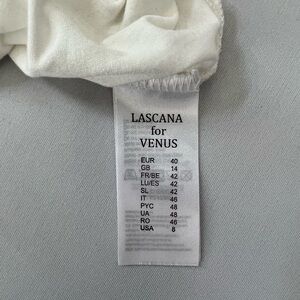 LASCANA
for
VENUS
EUR 40
GB 14
FR/BE 42
LU/ES 42
SL 42
IT 46
PYC 48
UA 48
RO 46
USA 8